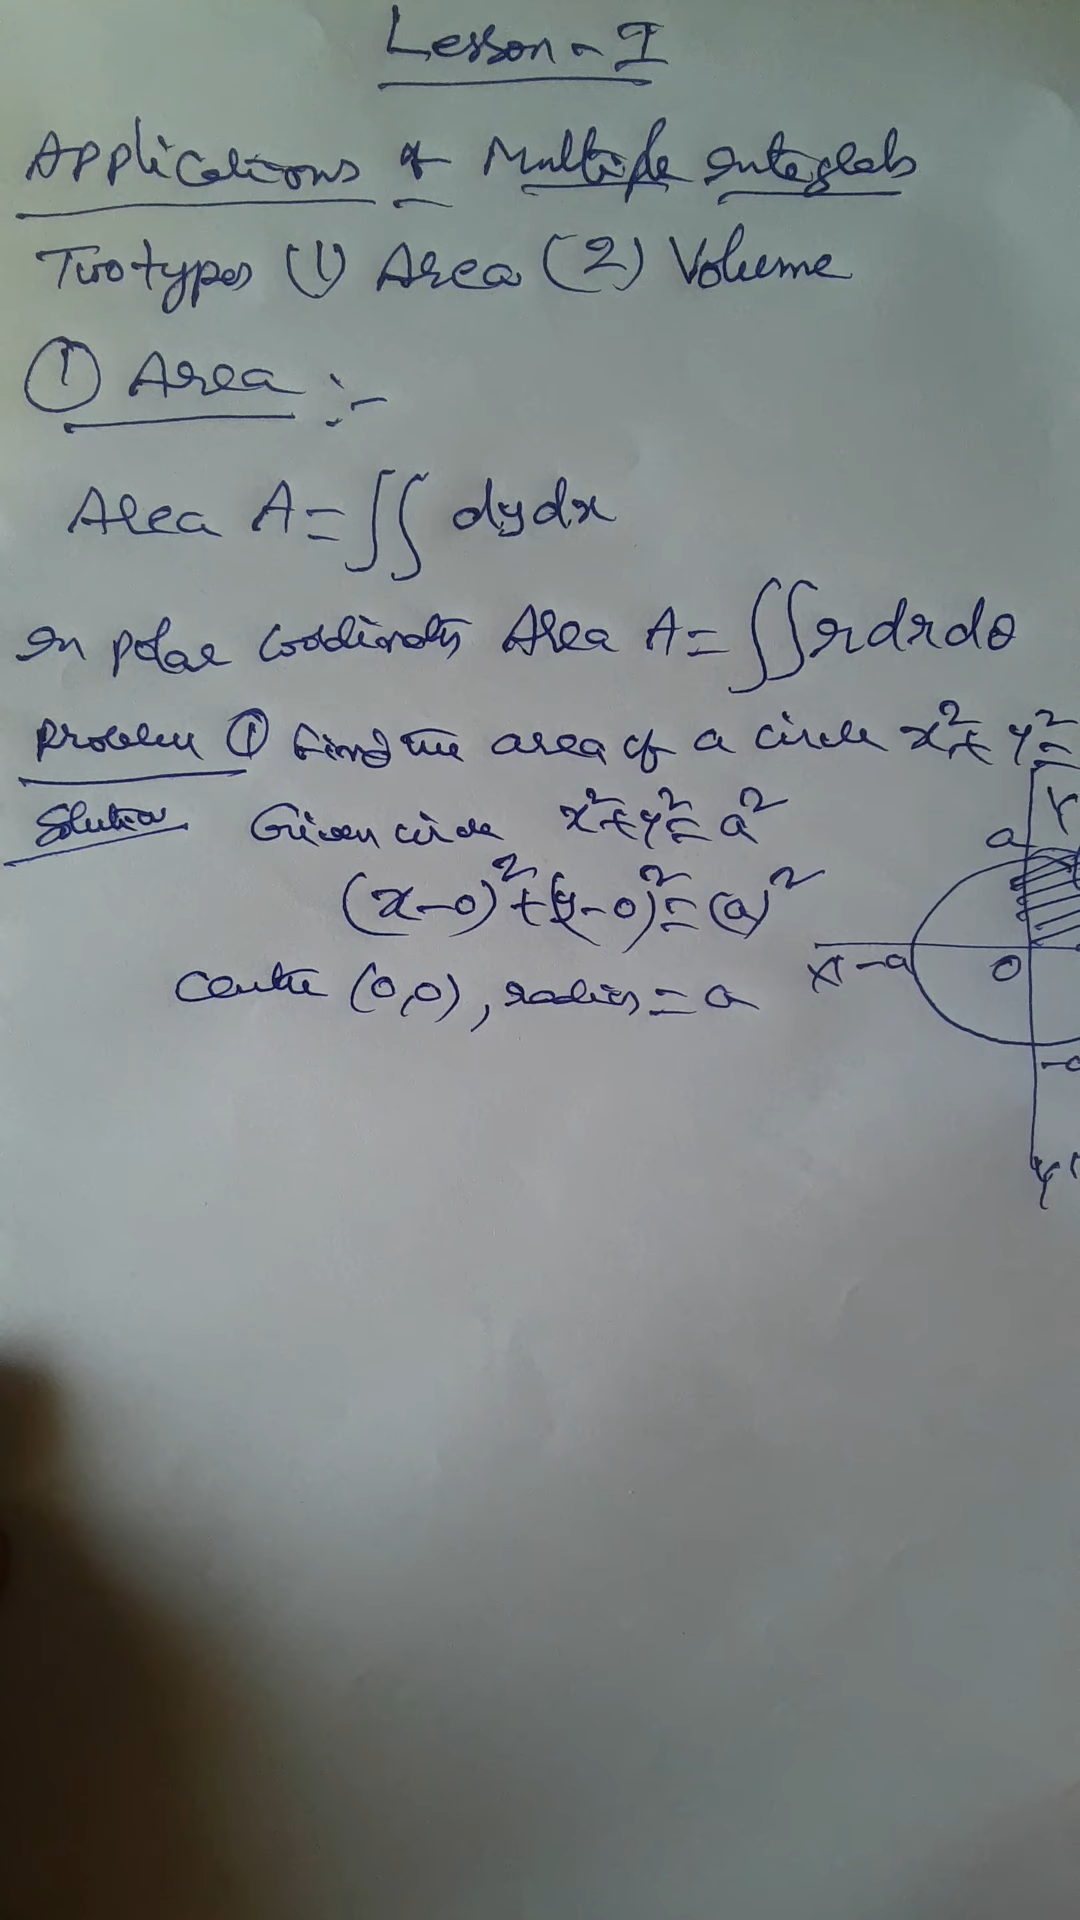 Lesson - I
Applications of Multiple integrals
Two types (1) Area (2) Volume
① Area :-
Area A = ∫∫ dy dx
In polar coordinates Area A = ∫∫ r dr dθ
Problem ① Find the area of a circle x² + y² =
Solution Given circle x² + y² = a²
(x-0)² + (y-0)² = (a)²
Centre (0,0), radius = a
Y
a
X' -a O
-a
Y'